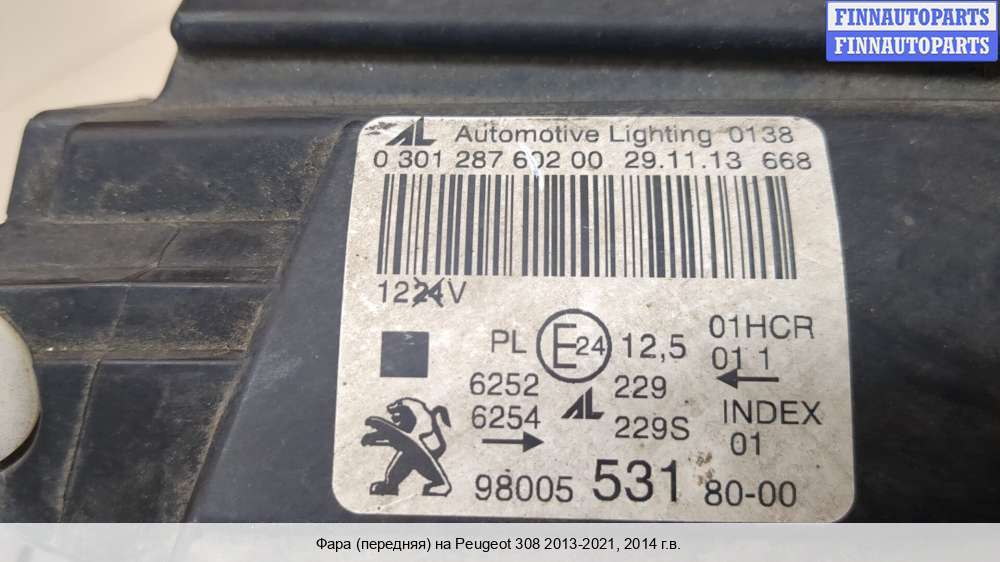 FINNAUTOPARTS
FINNAUTOPARTS
AL Automotive Lighting 0138
0 301 287 602 00 29.11.13 668
1224V
PL E24 12,5 01HCR
01 1
6252 AL 229
6254 229S INDEX
01
98005 531 80-00
Фара (передняя) на Peugeot 308 2013-2021, 2014 г.в.